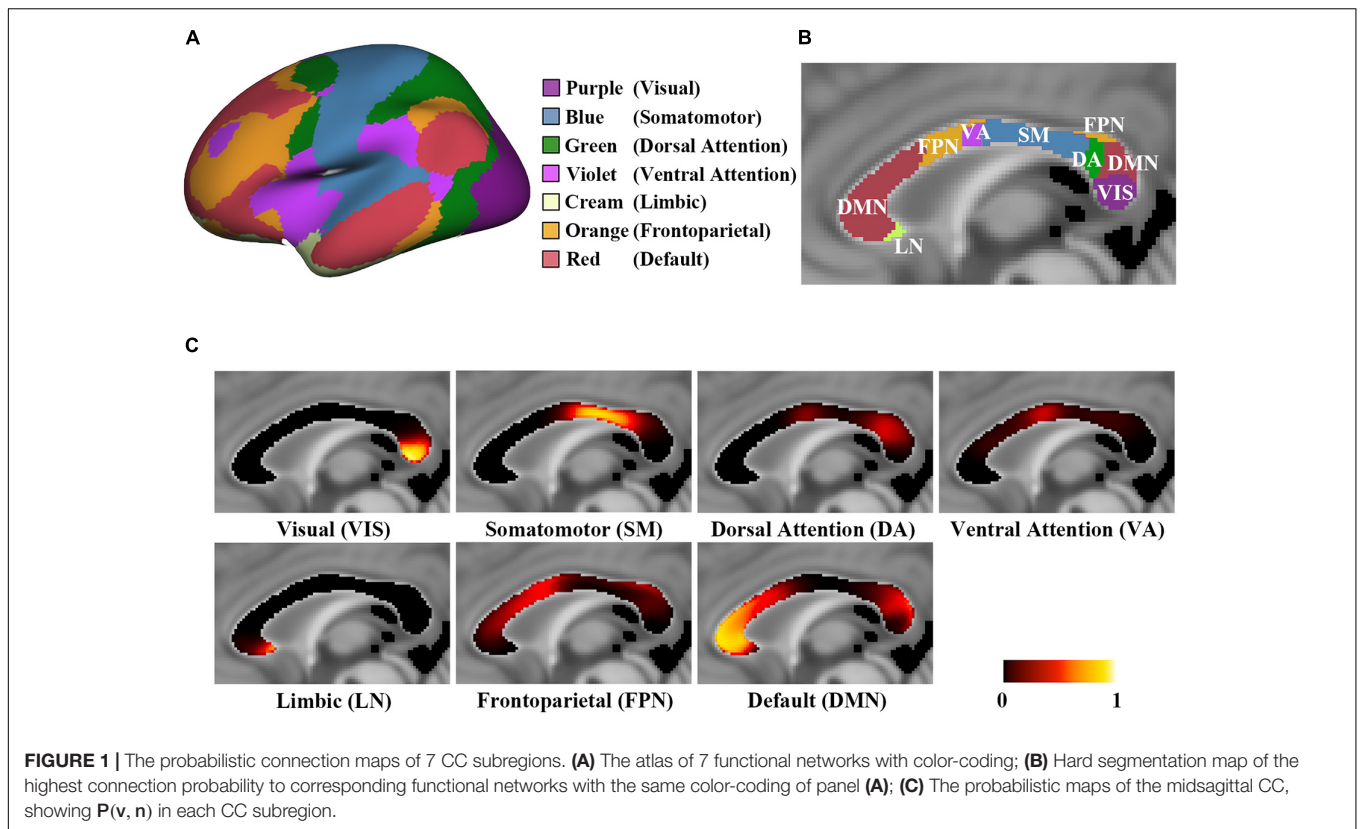 A
Purple (Visual)
Blue (Somatomotor)
Green (Dorsal Attention)
Violet (Ventral Attention)
Cream (Limbic)
Orange (Frontoparietal)
Red (Default)
B
VA
SM
FPN
FPN
DA
DMN
VIS
DMN
LN
C
Visual (VIS)
Somatomotor (SM)
Dorsal Attention (DA)
Ventral Attention (VA)
Limbic (LN)
Frontoparietal (FPN)
Default (DMN)
0
1
FIGURE 1 | The probabilistic connection maps of 7 CC subregions. (A) The atlas of 7 functional networks with color-coding; (B) Hard segmentation map of the
highest connection probability to corresponding functional networks with the same color-coding of panel (A); (C) The probabilistic maps of the midsagittal CC,
showing P(v, n) in each CC subregion.